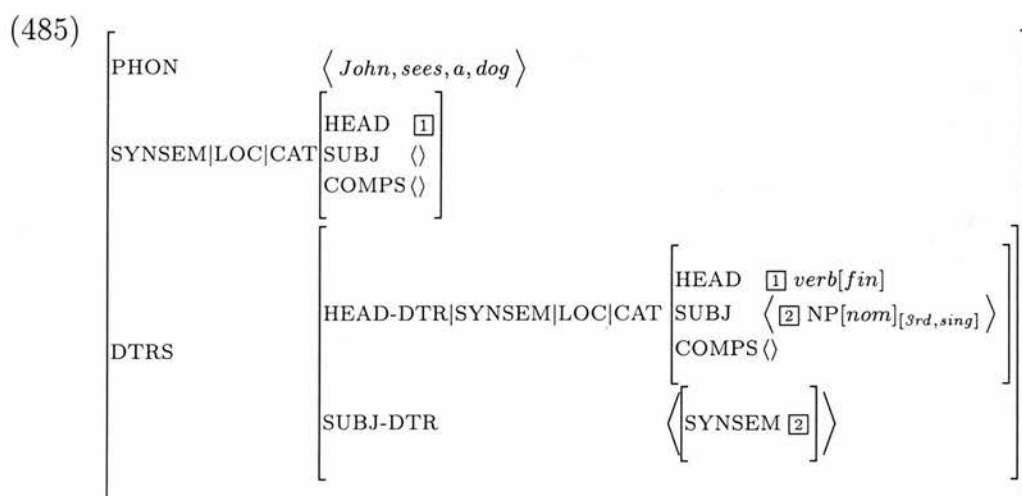 (485)
PHON ⟨ John, sees, a, dog ⟩
HEAD [1]
SYNSEM|LOC|CAT SUBJ ⟨⟩
COMPS ⟨⟩
HEAD [1] verb[fin]
HEAD-DTR|SYNSEM|LOC|CAT SUBJ ⟨ [2] NP[nom][3rd,sing] ⟩
COMPS ⟨⟩
DTRS
SUBJ-DTR ⟨[SYNSEM [2]]⟩